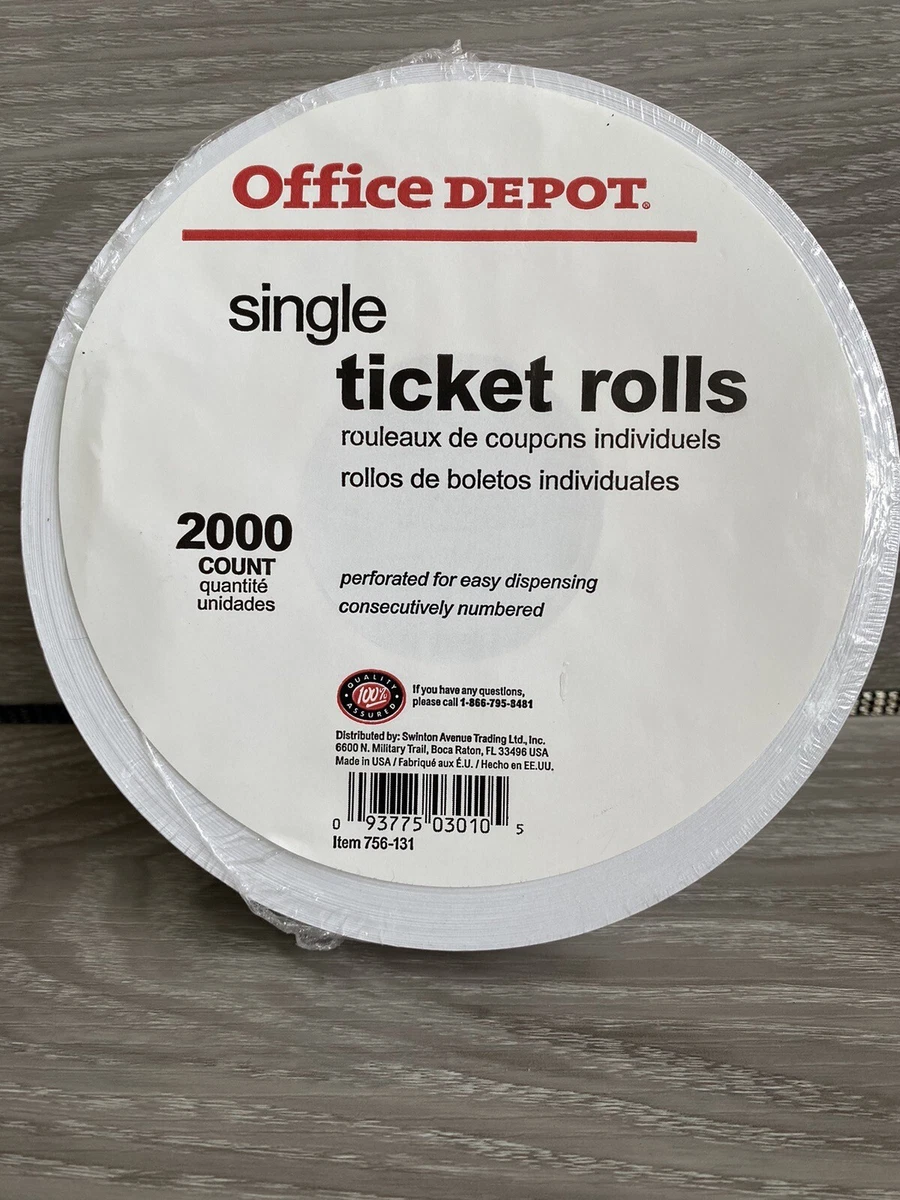 Office DEPOT®
single
ticket rolls
rouleaux de coupons individuels
rollos de boletos individuales
2000
COUNT
quantité
unidades
perforated for easy dispensing
consecutively numbered
QUALITY
100%
ASSURED
If you have any questions,
please call 1-866-795-8481
Distributed by: Swinton Avenue Trading Ltd., Inc.
6600 N. Military Trail, Boca Raton, FL 33496 USA
Made in USA / Fabriqué aux É.U. / Hecho en EE.UU.
0 93775 03010 5
Item 756-131